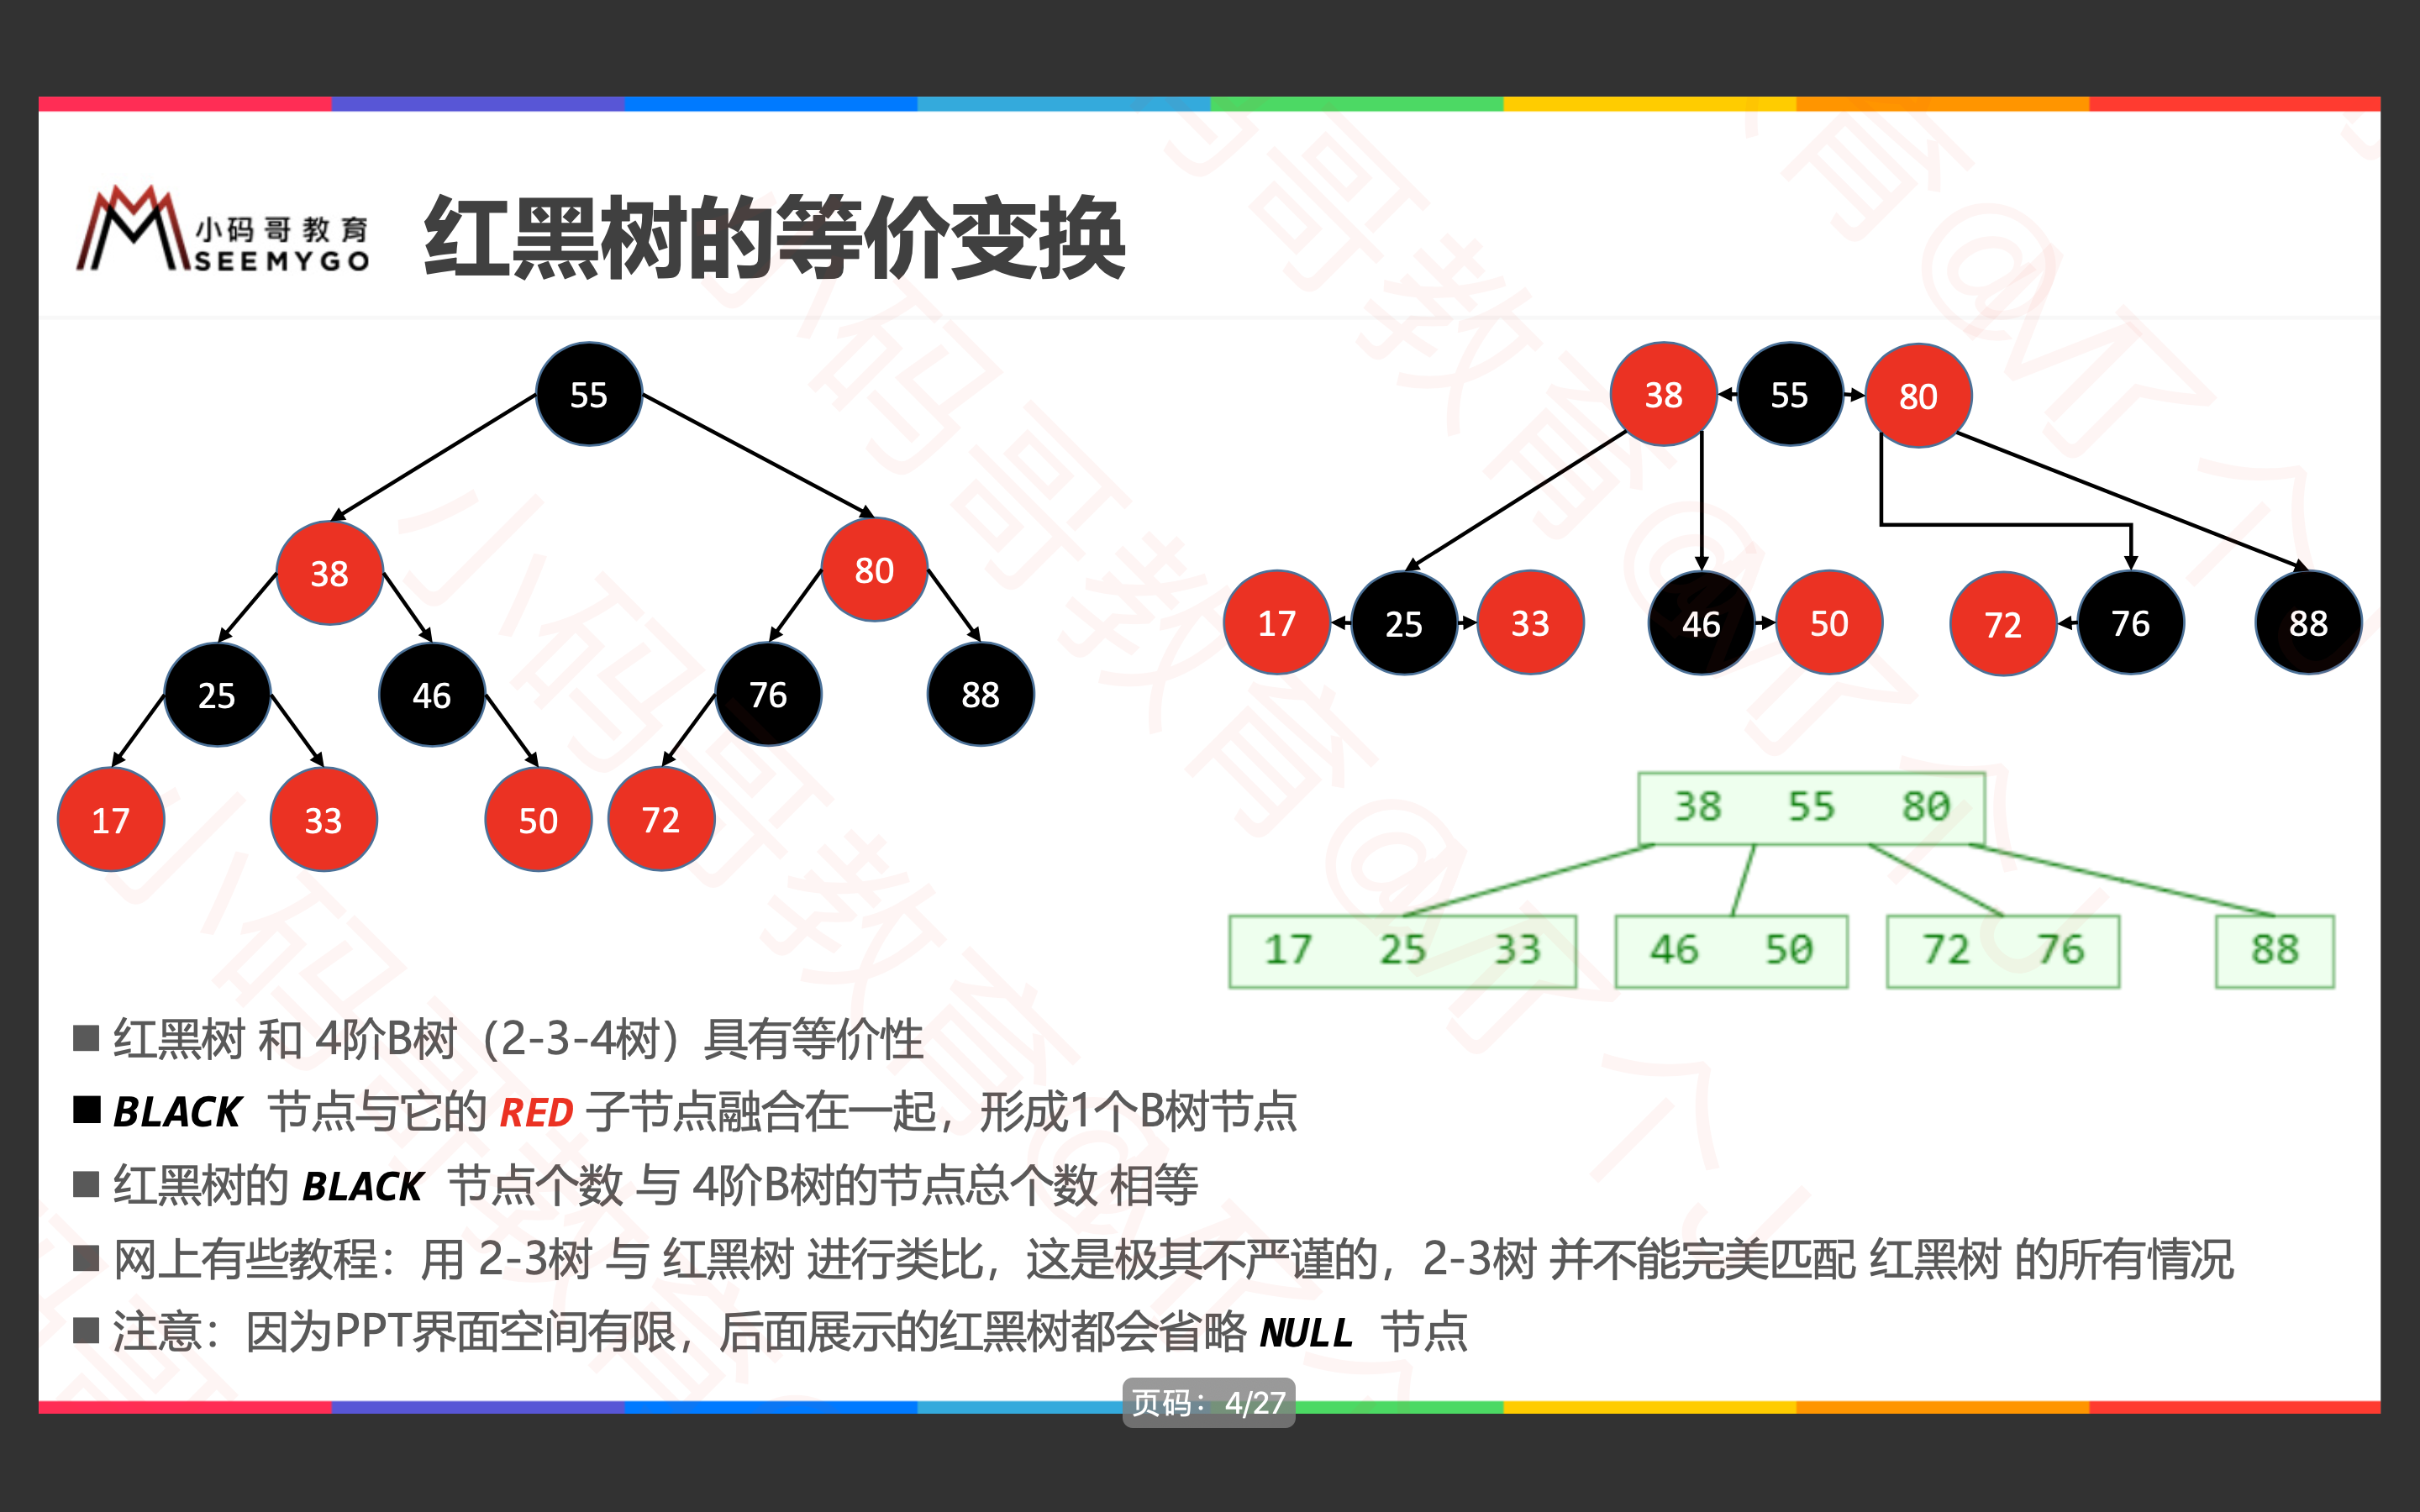 小码哥教育
SEEMYGO
红黑树的等价变换
55
38 80
25 46 76 88
17 33 50 72
38 55 80
17 25 33 46 50 72 76 88
38 55 80
17 25 33 46 50 72 76 88
■ 红黑树 和 4阶B树（2-3-4树）具有等价性
■ BLACK 节点与它的 RED 子节点融合在一起，形成1个B树节点
■ 红黑树的 BLACK 节点个数 与 4阶B树的节点总个数 相等
■ 网上有些教程：用 2-3树 与 红黑树 进行类比，这是极其不严谨的，2-3树 并不能完美匹配 红黑树 的所有情况
■ 注意：因为PPT界面空间有限，后面展示的红黑树都会省略 NULL 节点
页码：4/27